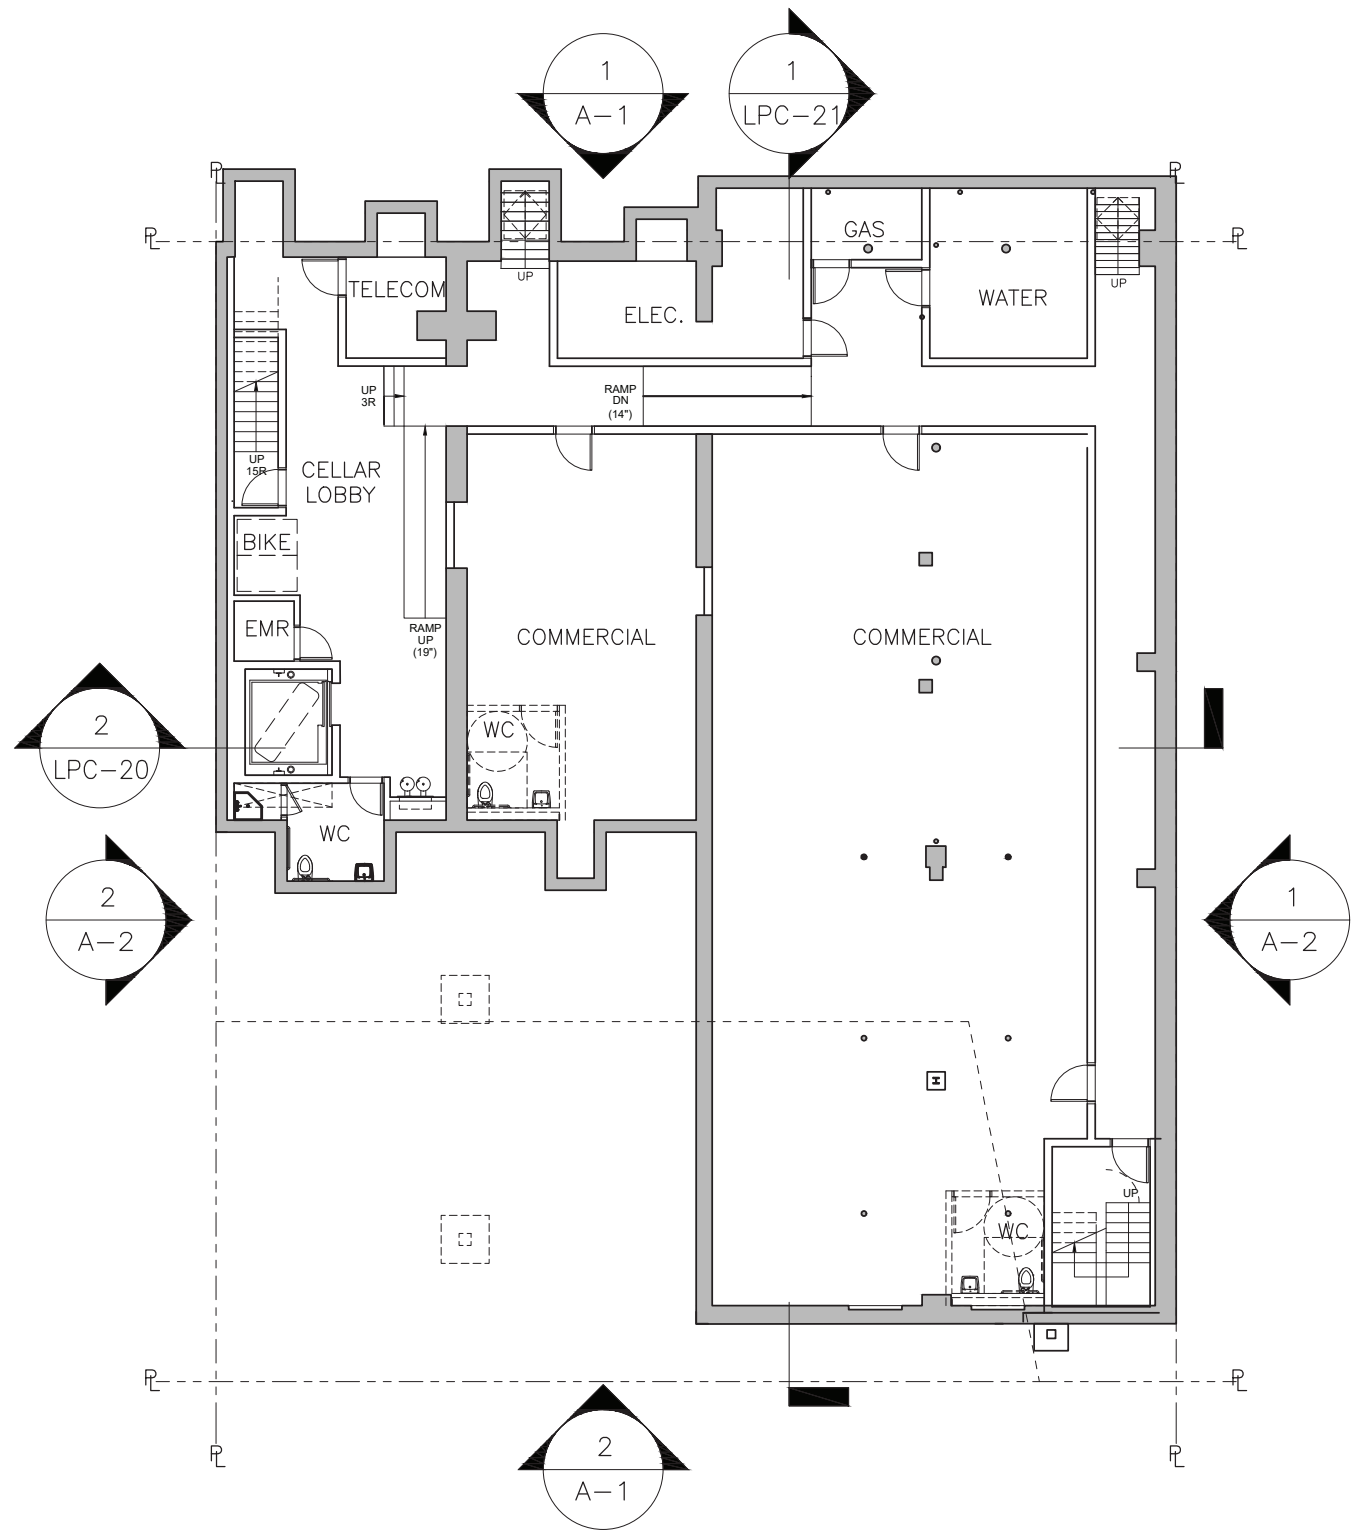 1
A-1
1
LPC-21
PL
PL
PL
PL
GAS
TELECOM
UP
ELEC.
WATER
UP
UP
3R
RAMP
DN
(14")
UP
15R
CELLAR
LOBBY
BIKE
EMR
RAMP
UP
(19")
COMMERCIAL
COMMERCIAL
2
LPC-20
WC
WC
2
A-2
1
A-2
H
UP
WC
PL
PL
2
A-1
PL
PL